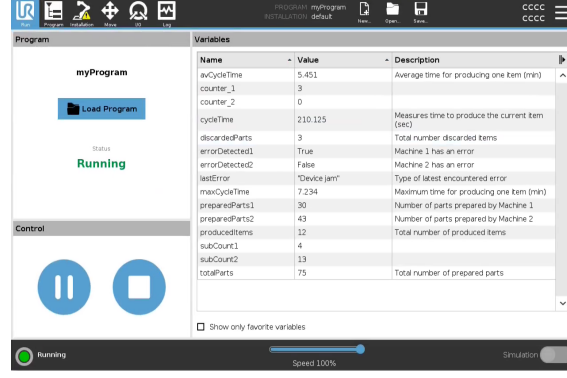 UR
PROGRAM myProgram
INSTALLATION default
CCCC
CCCC
Run
Program
Installation
Move
I/O
Log
New...
Open...
Save...
Program
Variables
myProgram
Load Program
Status
Running
Control
Name Value Description
avCycleTime 5.451 Average time for producing one item (min)
counter_1 3
counter_2 0
cycleTime 210.125 Measures time to produce the current item
(sec)
discardedParts 3 Total number discarded items
errorDetected1 True Machine 1 has an error
errorDetected2 False Machine 2 has an error
lastError "Device jam" Type of latest encountered error
maxCycleTime 7.234 Maximum time for producing one item (min)
preparedParts1 30 Number of parts prepared by Machine 1
preparedParts2 43 Number of parts prepared by Machine 2
producedItems 12 Total number of produced items
subCount1 4
subCount2 13
totalParts 75 Total number of prepared parts
Show only favorite variables
Running
Speed 100%
Simulation